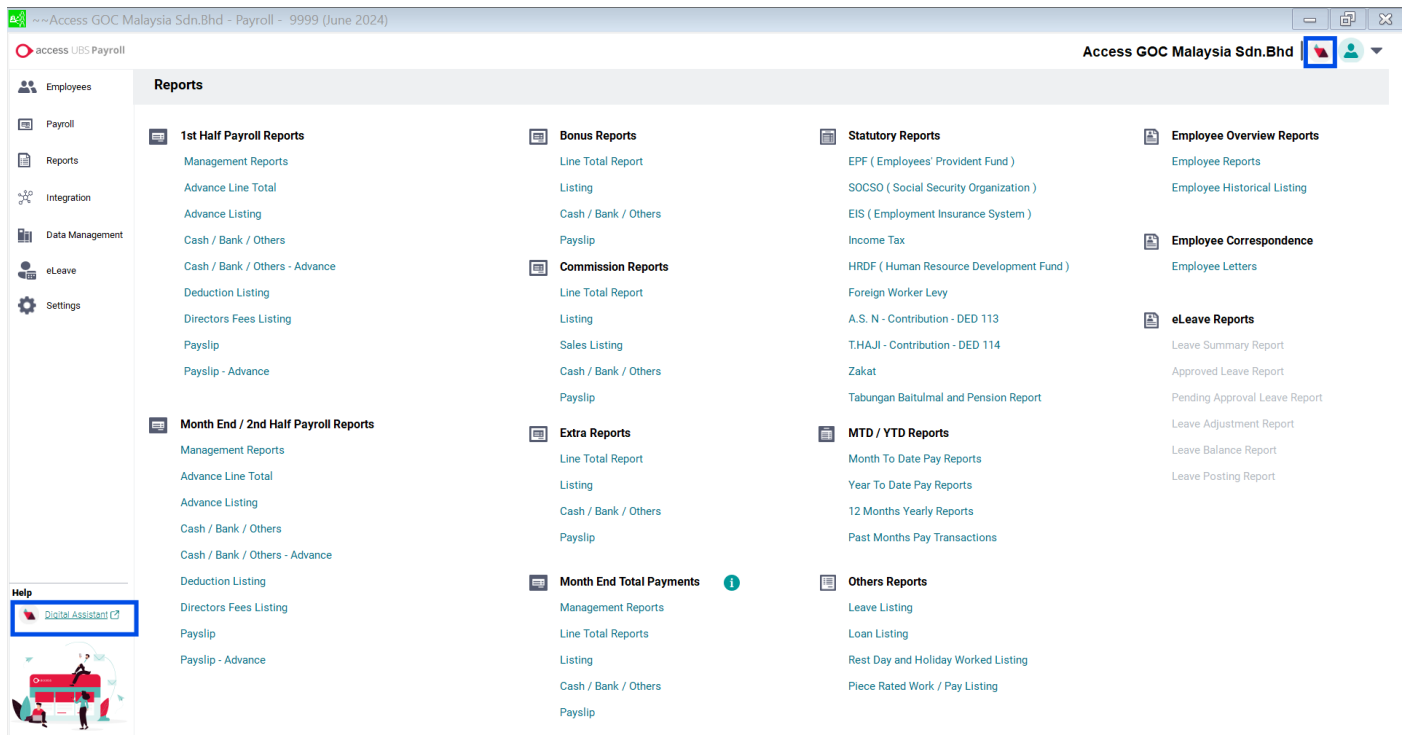 ~~Access GOC Malaysia Sdn.Bhd - Payroll - 9999 (June 2024)
access UBS Payroll
Access GOC Malaysia Sdn.Bhd
Employees
Payroll
Reports
Integration
Data Management
eLeave
Settings
Help
Digital Assistant
Reports
1st Half Payroll Reports
Management Reports
Advance Line Total
Advance Listing
Cash / Bank / Others
Cash / Bank / Others - Advance
Deduction Listing
Directors Fees Listing
Payslip
Payslip - Advance
Month End / 2nd Half Payroll Reports
Management Reports
Advance Line Total
Advance Listing
Cash / Bank / Others
Cash / Bank / Others - Advance
Deduction Listing
Directors Fees Listing
Payslip
Payslip - Advance
Bonus Reports
Line Total Report
Listing
Cash / Bank / Others
Payslip
Commission Reports
Line Total Report
Listing
Sales Listing
Cash / Bank / Others
Payslip
Extra Reports
Line Total Report
Listing
Cash / Bank / Others
Payslip
Month End Total Payments
Management Reports
Line Total Reports
Listing
Cash / Bank / Others
Payslip
Statutory Reports
EPF ( Employees' Provident Fund )
SOCSO ( Social Security Organization )
EIS ( Employment Insurance System )
Income Tax
HRDF ( Human Resource Development Fund )
Foreign Worker Levy
A.S. N - Contribution - DED 113
T.HAJI - Contribution - DED 114
Zakat
Tabungan Baitulmal and Pension Report
MTD / YTD Reports
Month To Date Pay Reports
Year To Date Pay Reports
12 Months Yearly Reports
Past Months Pay Transactions
Others Reports
Leave Listing
Loan Listing
Rest Day and Holiday Worked Listing
Piece Rated Work / Pay Listing
Employee Overview Reports
Employee Reports
Employee Historical Listing
Employee Correspondence
Employee Letters
eLeave Reports
Leave Summary Report
Approved Leave Report
Pending Approval Leave Report
Leave Adjustment Report
Leave Balance Report
Leave Posting Report